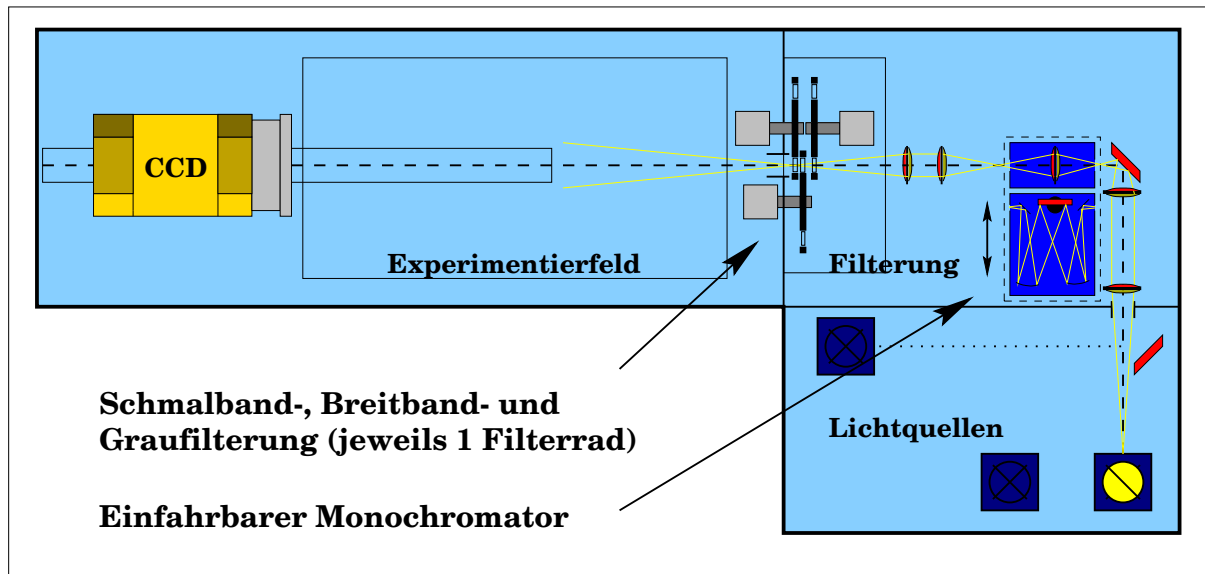 CCD
Experimentierfeld
Filterung
Schmalband-, Breitband- und
Graufilterung (jeweils 1 Filterrad)
Lichtquellen
Einfahrbarer Monochromator